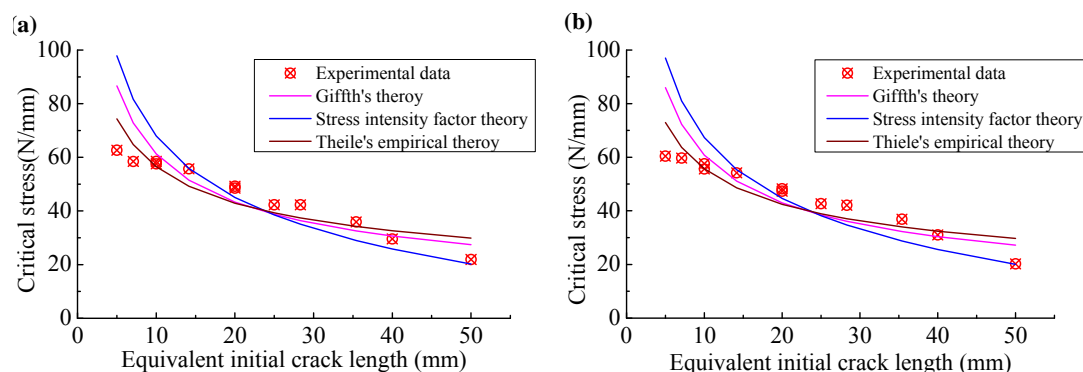 (a)
Critical stress(N/mm)
100
80
60
40
20
0
Experimental data
Giffth's theroy
Stress intensity factor theory
Theile's empirical theroy
0 10 20 30 40 50
Equivalent initial crack length (mm)
(b)
Critical stress (N/mm)
100
80
60
40
20
0
Experimental data
Giffth's theory
Stress intensity factor theory
Thiele's empirical theory
0 10 20 30 40 50
Equivalent initial crack length (mm)